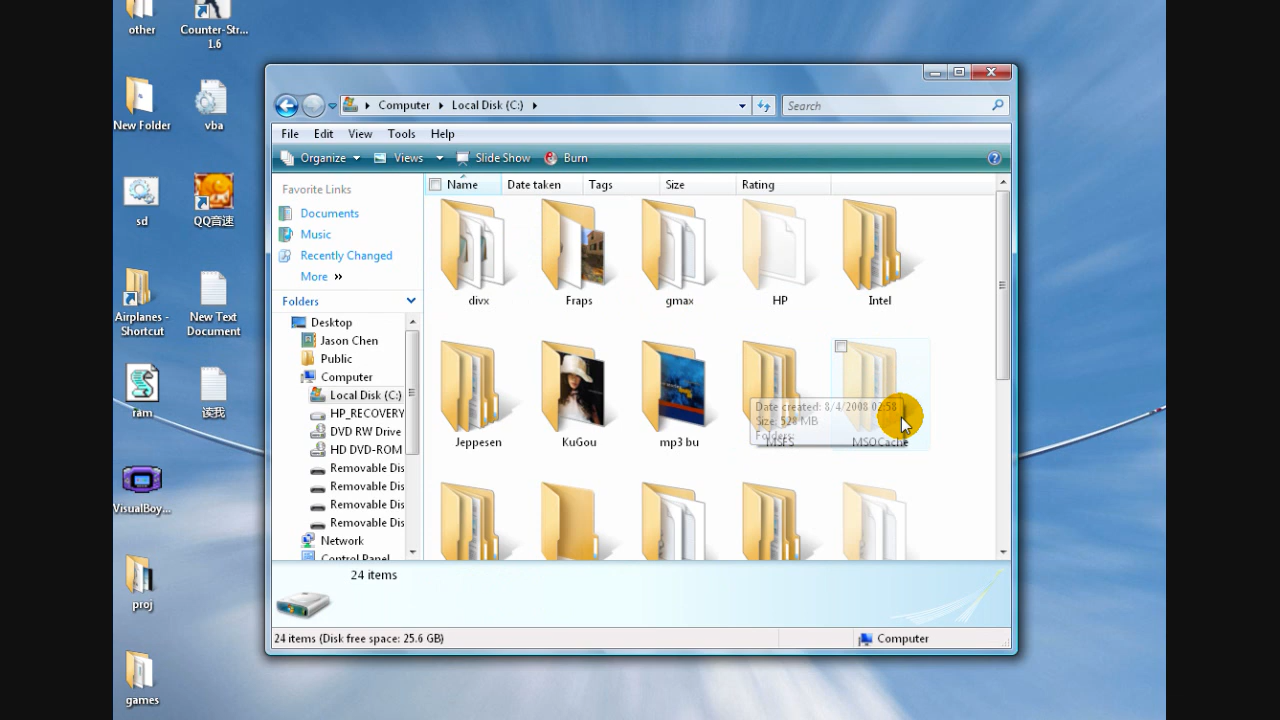 other
Counter-Str...
1.6
New Folder
vba
sd
QQ音速
Airplanes -
Shortcut
New Text
Document
ram
读我
VisualBoy...
proj
games
Computer
Local Disk (C:)
Search
File Edit View Tools Help
Organize Views Slide Show Burn
Favorite Links
Documents
Music
Recently Changed
More »
Folders
Desktop
Jason Chen
Public
Computer
Local Disk (C:)
HP_RECOVERY
DVD RW Drive
HD DVD-ROM
Removable Dis
Removable Dis
Removable Dis
Removable Dis
Network
Control Panel
Name Date taken Tags Size Rating
divx Fraps gmax HP Intel
Date created: 8/4/2008 02:58
Size: 528 MB
Folders:
Jeppesen KuGou mp3 bu MSFS MSOCache
24 items
24 items (Disk free space: 25.6 GB)
Computer